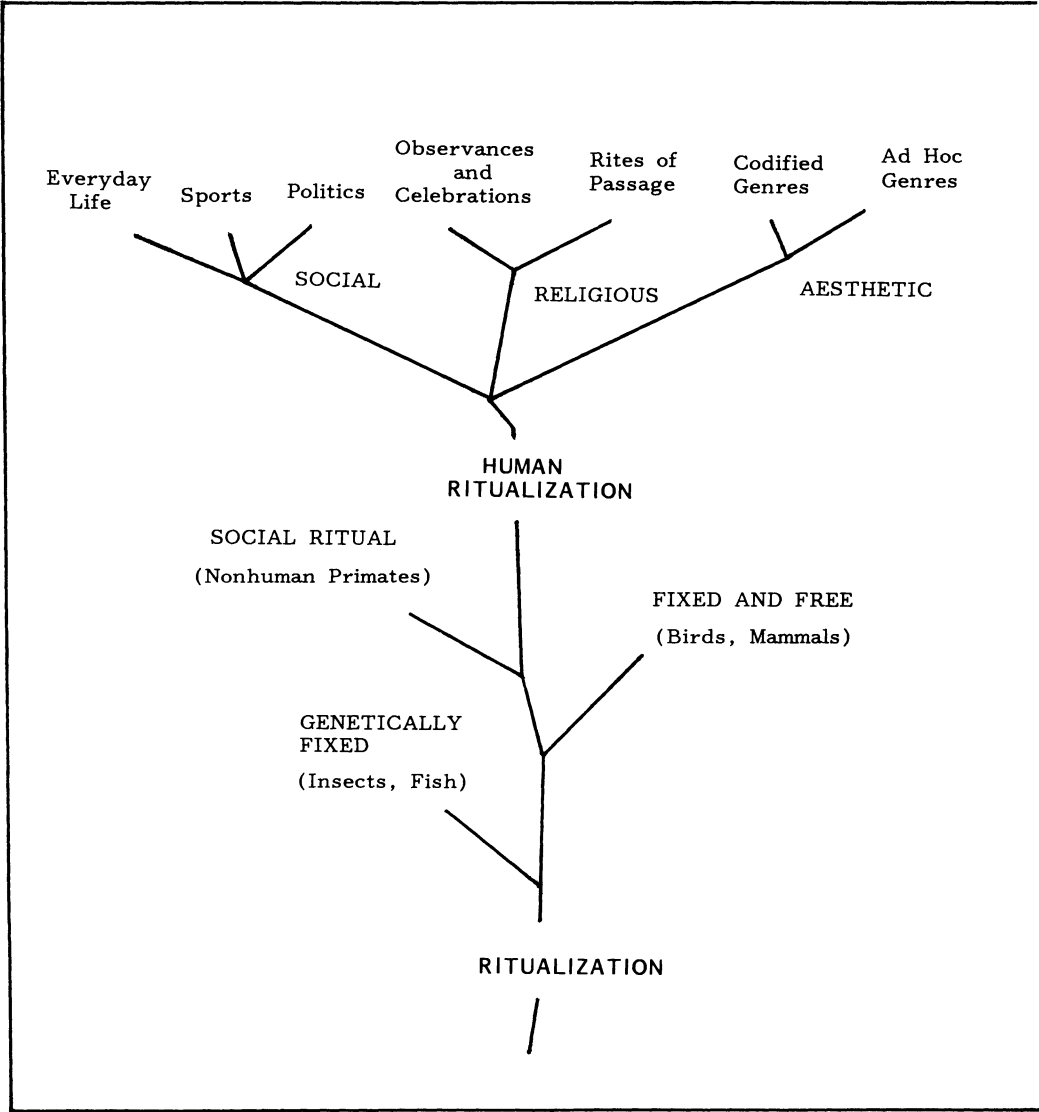 Everyday
Life
Sports
Politics
Observances
and
Celebrations
Rites of
Passage
Codified
Genres
Ad Hoc
Genres
SOCIAL
RELIGIOUS
AESTHETIC
HUMAN
RITUALIZATION
SOCIAL RITUAL
(Nonhuman Primates)
FIXED AND FREE
(Birds, Mammals)
GENETICALLY
FIXED
(Insects, Fish)
RITUALIZATION